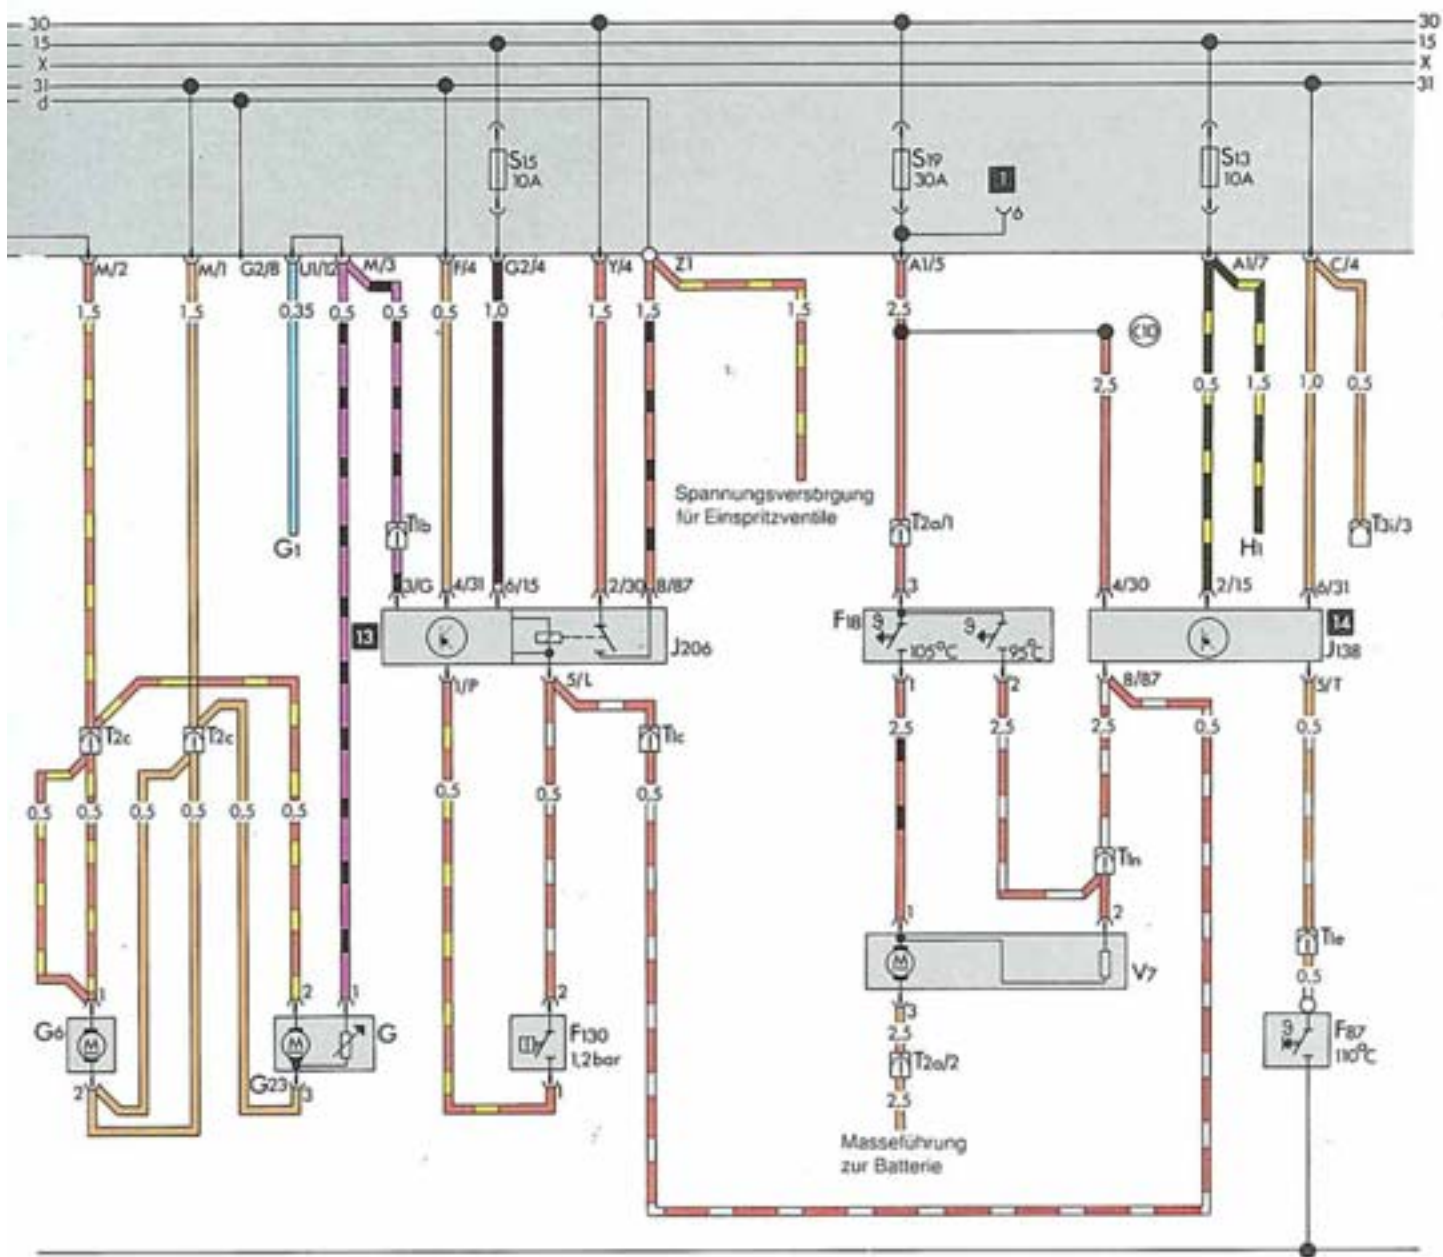 30 30
15 15
X X
31 31
d
S15 S19 S13
10A 30A 1 10A
6
M/2 M/1 G2/8 U1/12 M/3 F/4 G2/4 Y/4 Z1 A1/5 A1/7 C/4
1,5 1,5 0,35 0,5 0,5 0,5 1,0 1,5 1,5 1,5 2,5
K10
2,5 0,5 1,5 1,0 0,5
Spannungsversorgung
für Einspritzventile
T1b T2a/1 T3i/3
G1 H1
3/G 4/31 6/15 2/30 8/87 3 4/30 2/15 6/31
13 F18 14
J206 105°C 95°C J138
1/P 5/L 1 2 8/87 5/T
T2c T2c T1c 2,5 2,5 2,5 0,5 0,5
0,5 0,5 0,5 0,5 0,5 0,5 0,5 0,5
T1n
1 2
T1e
V7
0,5
1 2 1 2 3
G6 G F130 F87
1,2bar 2,5 110°C
T2a/2
2 G23 3 1
2,5
Masseführung
zur Batterie